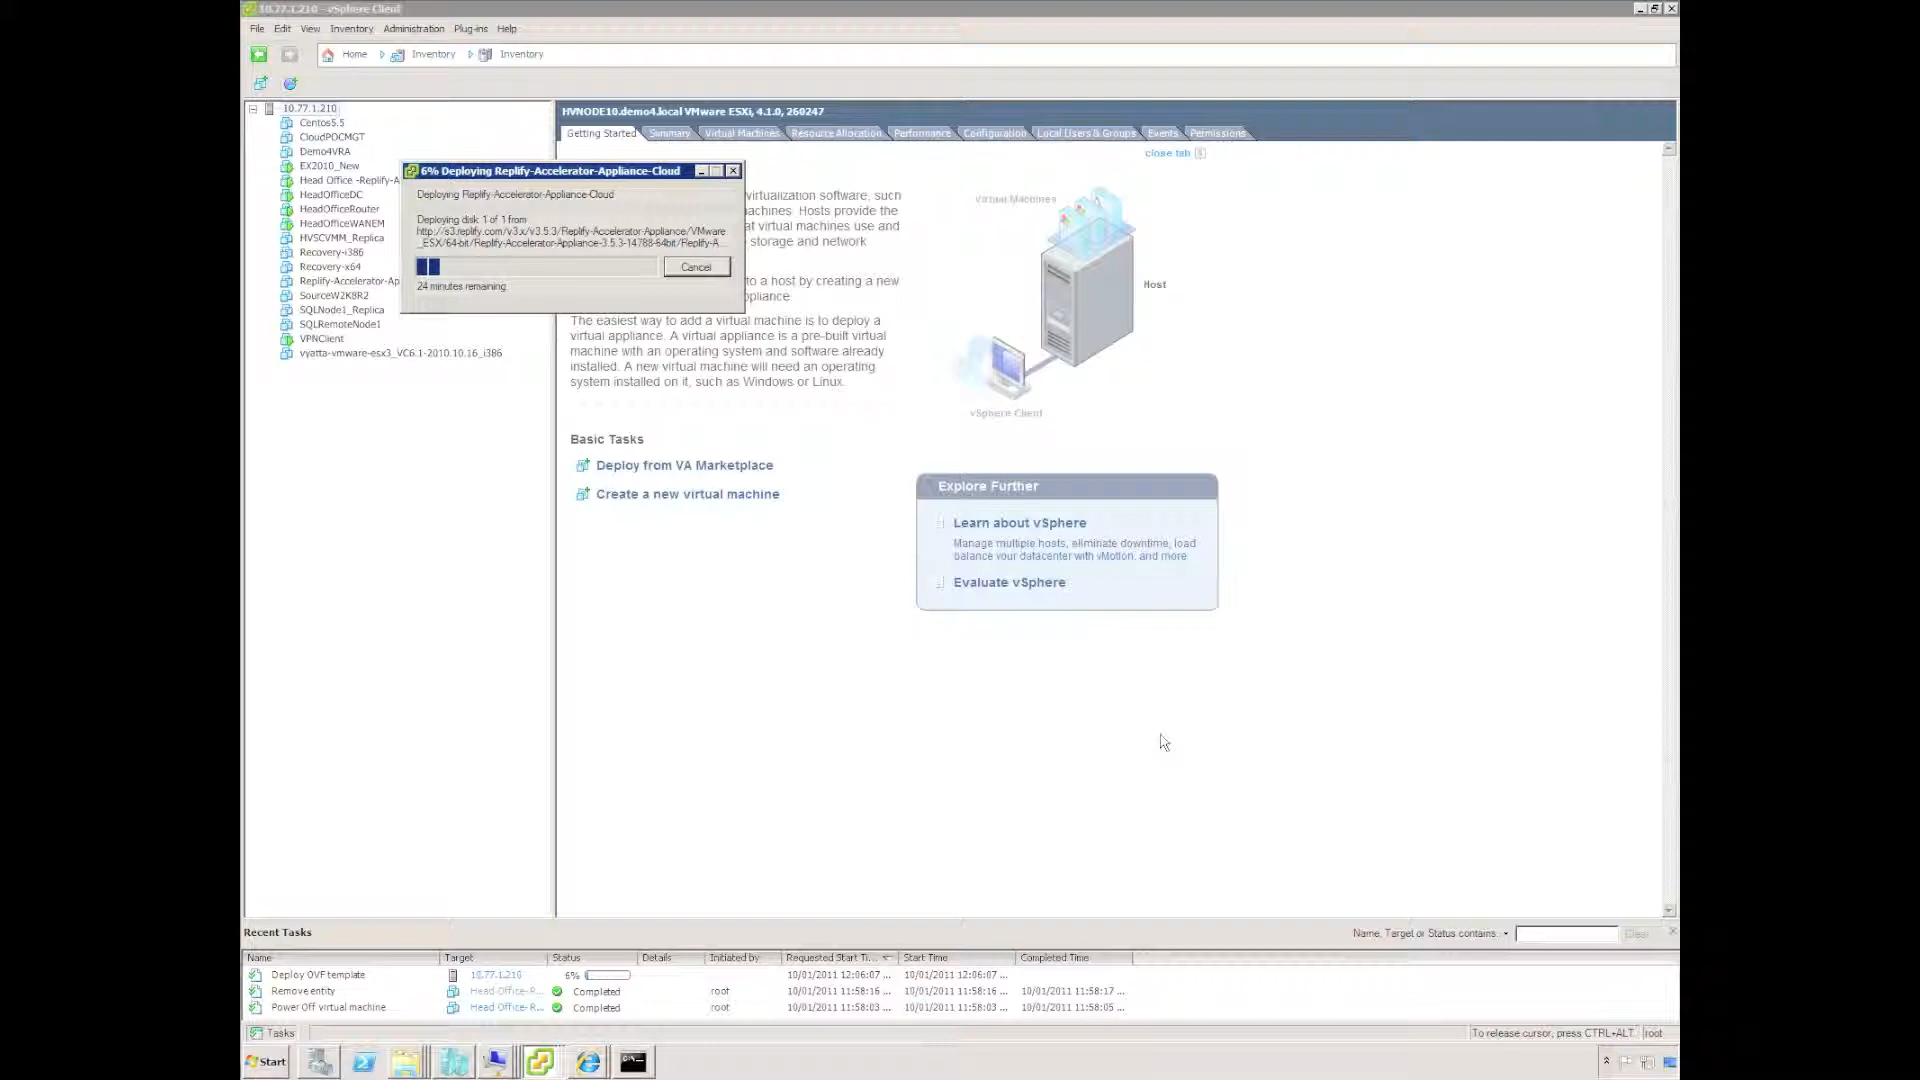 10.77.1.210 - vSphere Client
File Edit View Inventory Administration Plug-ins Help
Home Inventory Inventory
10.77.1.210
Centos5.5
CloudPOCMGT
Demo4VRA
EX2010_New
Head Office -Replify-A
HeadOfficeDC
HeadOfficeRouter
HeadOfficeWANEM
HVSCVMM_Replica
Recovery-i386
Recovery-x64
Replify-Accelerator-Ap
SourceW2K8R2
SQLNode1_Replica
SQLRemoteNode1
VPNClient
vyatta-vmware-esx3_VC6.1-2010.10.16_i386
HVNODE10.demo4.local VMware ESXi, 4.1.0, 260247
Getting Started Summary Virtual Machines Resource Allocation Performance Configuration Local Users & Groups Events Permissions
close tab
6% Deploying Replify-Accelerator-Appliance-Cloud
Deploying Replify-Accelerator-Appliance-Cloud
Deploying disk 1 of 1 from
http://s3.replify.com/v3.x/v3.5.3/Replify-Accelerator-Appliance/VMware
_ESX/64-bit/Replify-Accelerator-Appliance-3.5.3-14788-64bit/Replify-A...
Cancel
24 minutes remaining
virtualization software, such
achines. Hosts provide the
at virtual machines use and
storage and network
to a host by creating a new
ppliance
The easiest way to add a virtual machine is to deploy a
virtual appliance. A virtual appliance is a pre-built virtual
machine with an operating system and software already
installed. A new virtual machine will need an operating
system installed on it, such as Windows or Linux.
Virtual Machines
Host
vSphere Client
Basic Tasks
Deploy from VA Marketplace
Create a new virtual machine
Explore Further
Learn about vSphere
Manage multiple hosts, eliminate downtime, load
balance your datacenter with vMotion, and more
Evaluate vSphere
Recent Tasks
Name, Target or Status contains: Clear
Name Target Status Details Initiated by Requested Start Ti... Start Time Completed Time
Deploy OVF template 10.77.1.210 6% 10/01/2011 12:06:07 ... 10/01/2011 12:06:07 ...
Remove entity Head-Office-R... Completed root 10/01/2011 11:58:16 ... 10/01/2011 11:58:16 ... 10/01/2011 11:58:17 ...
Power Off virtual machine Head-Office-R... Completed root 10/01/2011 11:58:03 ... 10/01/2011 11:58:03 ... 10/01/2011 11:58:05 ...
Tasks To release cursor, press CTRL+ALT root
Start